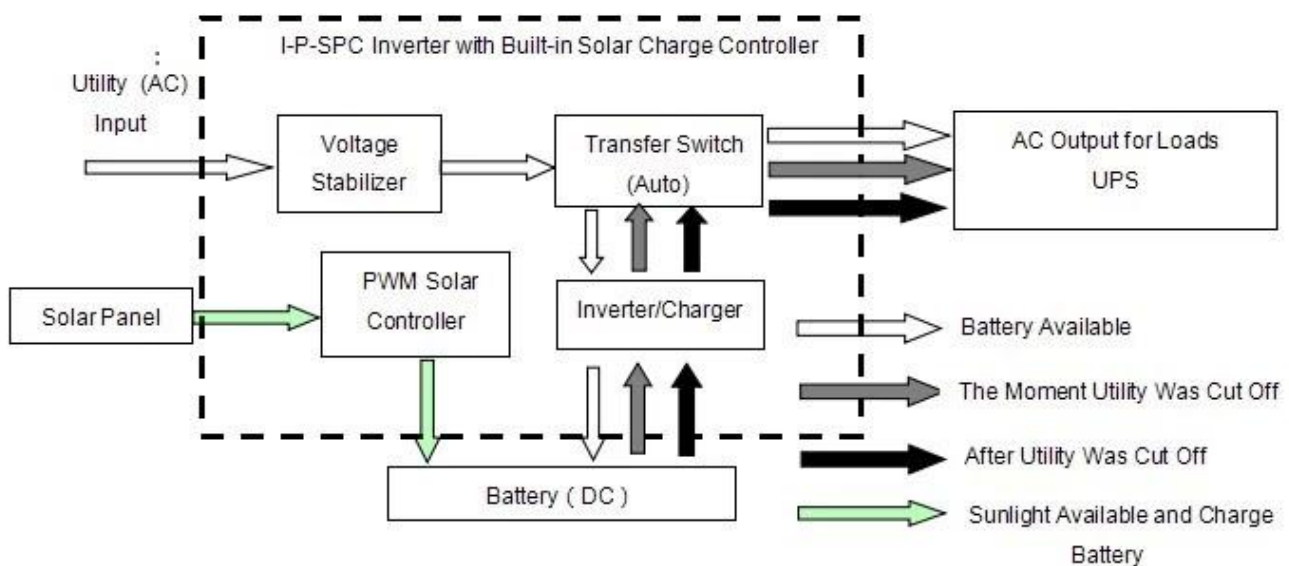 I-P-SPC Inverter with Built-in Solar Charge Controller
:
Utility (AC)
Input
Voltage
Stabilizer
Transfer Switch
(Auto)
AC Output for Loads
UPS
Solar Panel
PWM Solar
Controller
Inverter/Charger
Battery ( DC )
Battery Available
The Moment Utility Was Cut Off
After Utility Was Cut Off
Sunlight Available and Charge
Battery